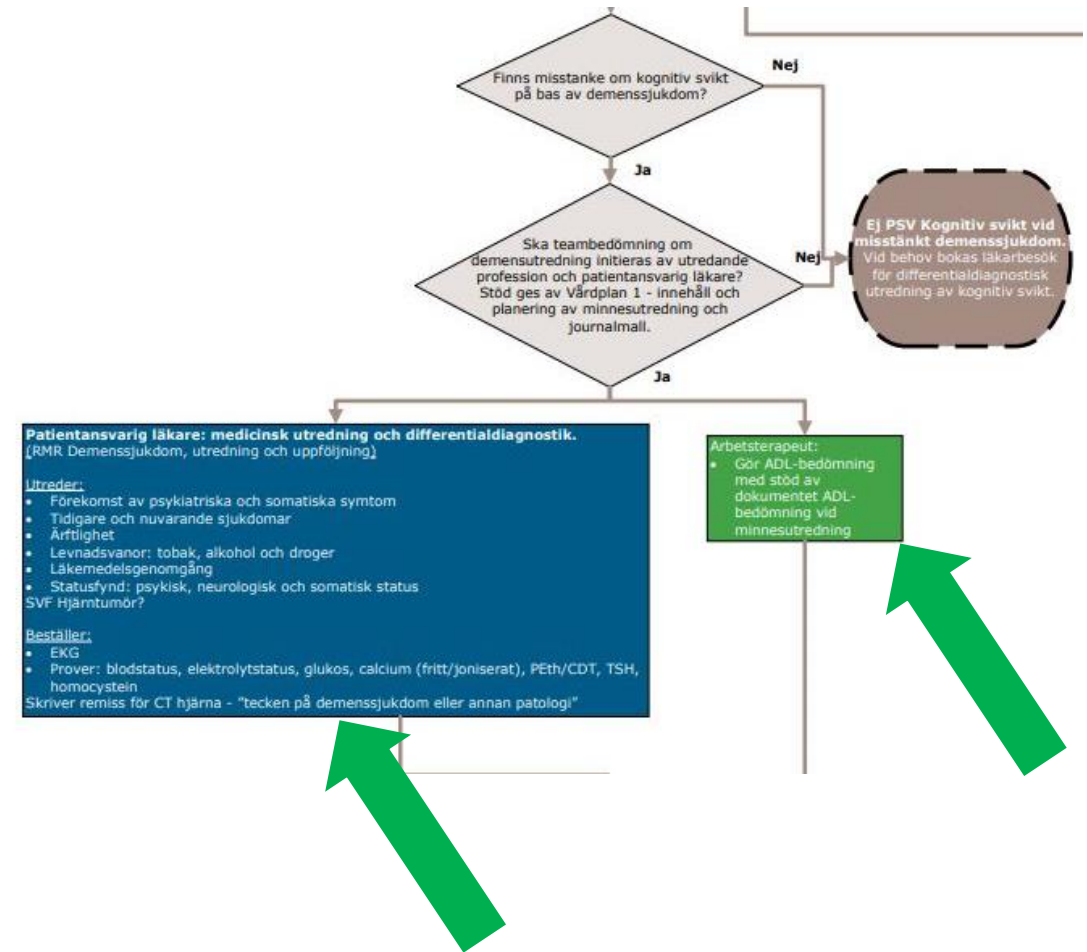 Finns misstanke om kognitiv svikt
på bas av demenssjukdom?
Nej
Ja
Ska teambedömning om
demensutredning initieras av utredande
profession och patientansvarig läkare?
Stöd ges av Vårdplan 1 - innehåll och
planering av minnesutredning och
journalmall.
Nej
Ej PSV Kognitiv svikt vid
misstänkt demenssjukdom.
Vid behov bokas läkarbesök
för differentialdiagnostisk
utredning av kognitiv svikt.
Ja
Patientansvarig läkare: medicinsk utredning och differentialdiagnostik.
(RMR Demenssjukdom, utredning och uppföljning)
Utreder:
• Förekomst av psykiatriska och somatiska symtom
• Tidigare och nuvarande sjukdomar
• Ärftlighet
• Levnadsvanor: tobak, alkohol och droger
• Läkemedelsgenomgång
• Statusfynd: psykisk, neurologisk och somatisk status
SVF Hjärntumör?
Beställer:
• EKG
• Prover: blodstatus, elektrolytstatus, glukos, calcium (fritt/joniserat), PEth/CDT, TSH,
homocystein
Skriver remiss för CT hjärna - ”tecken på demenssjukdom eller annan patologi”
Arbetsterapeut:
• Gör ADL-bedömning
med stöd av
dokumentet ADL-
bedömning vid
minnesutredning